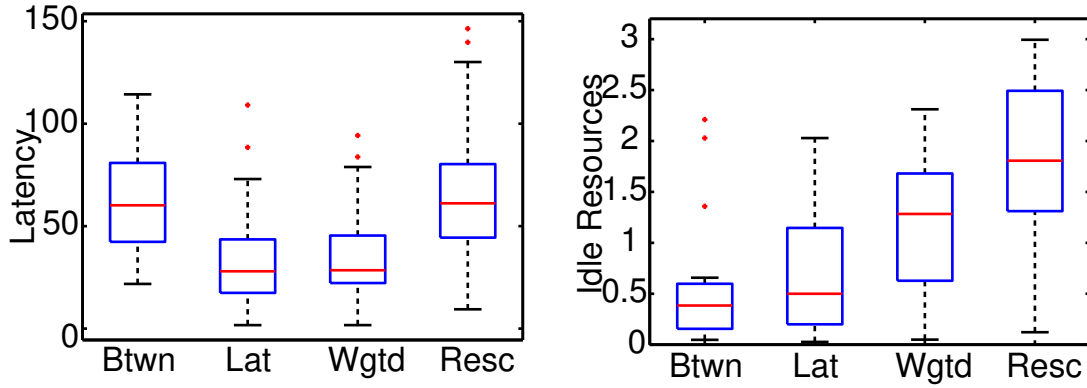 Latency
150
100
50
0
Btwn Lat Wgtd Resc
Idle Resources
3
2.5
2
1.5
1
0.5
0
Btwn Lat Wgtd Resc